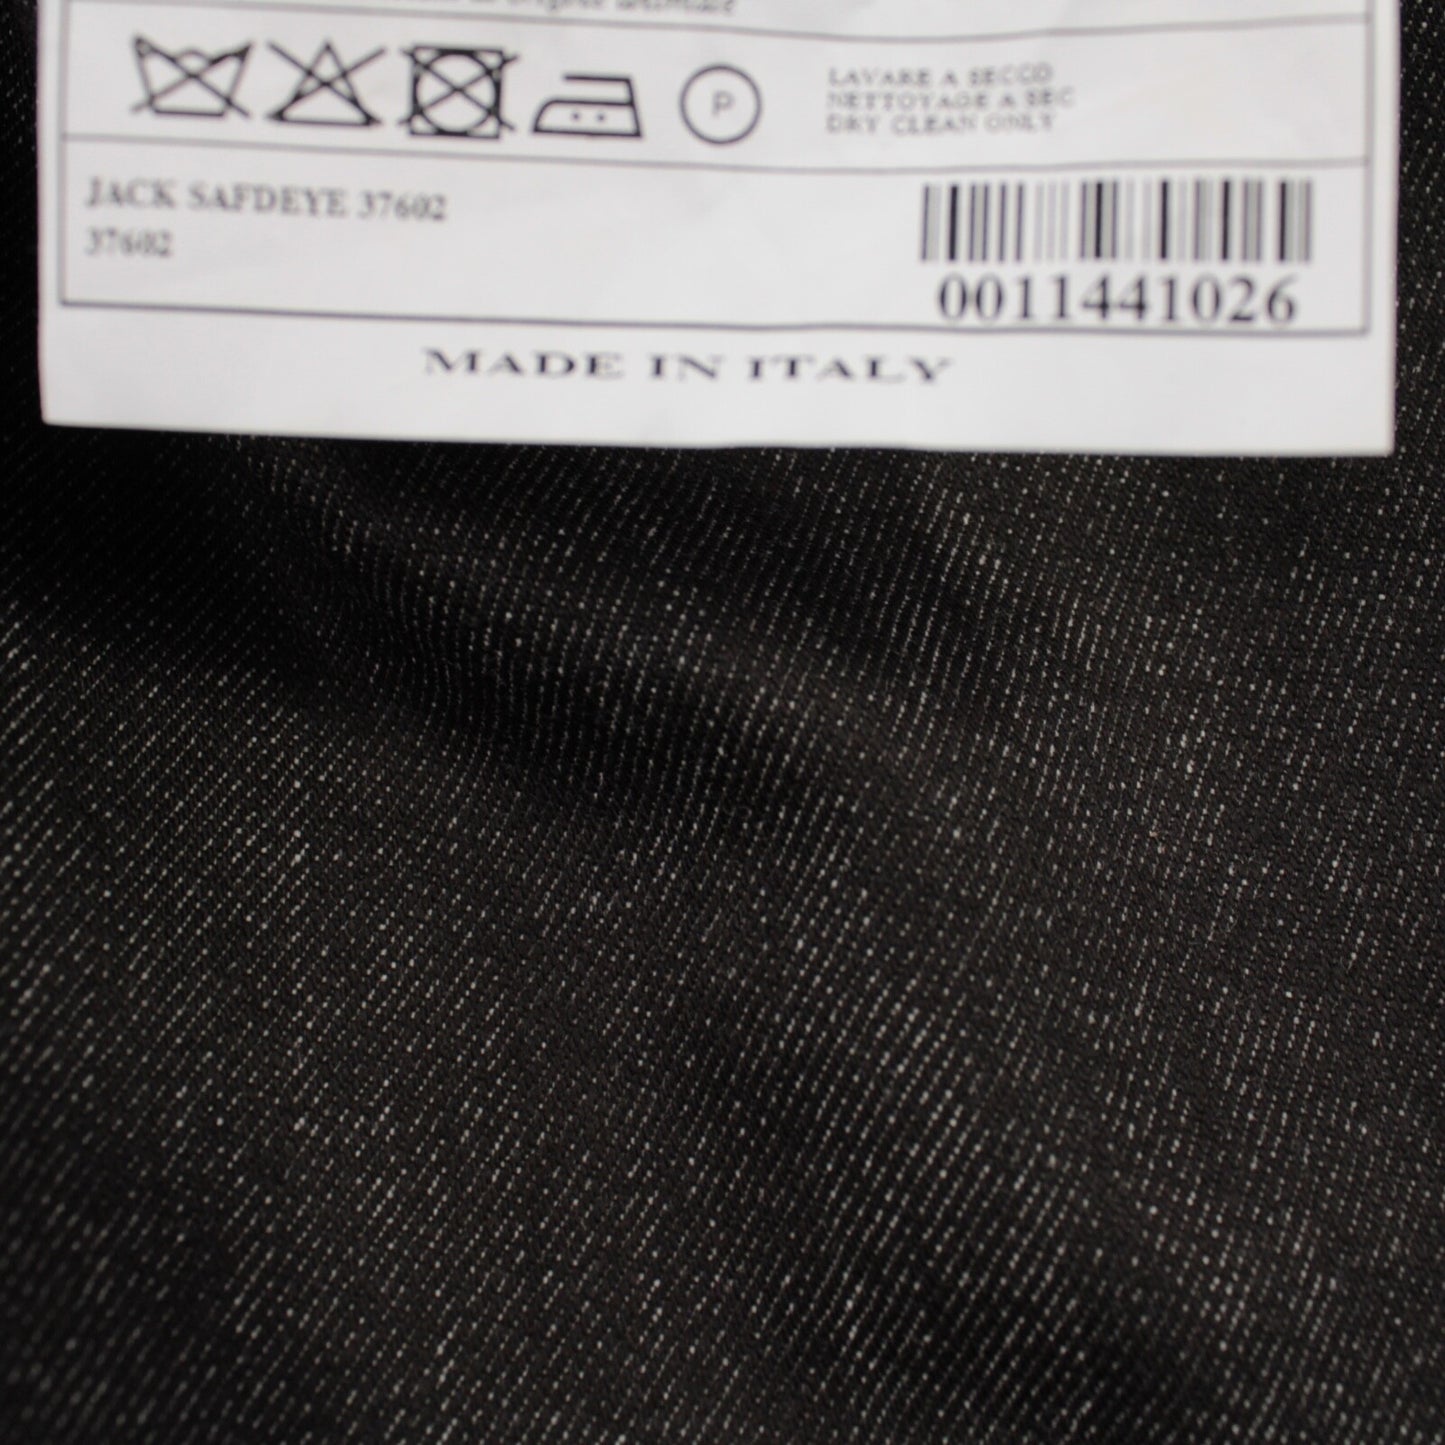 P
LAVARE A SECCO
NETTOYAGE A SEC
DRY CLEAN ONLY
JACK SAFDEYE 37602
37602
0011441026
MADE IN ITALY